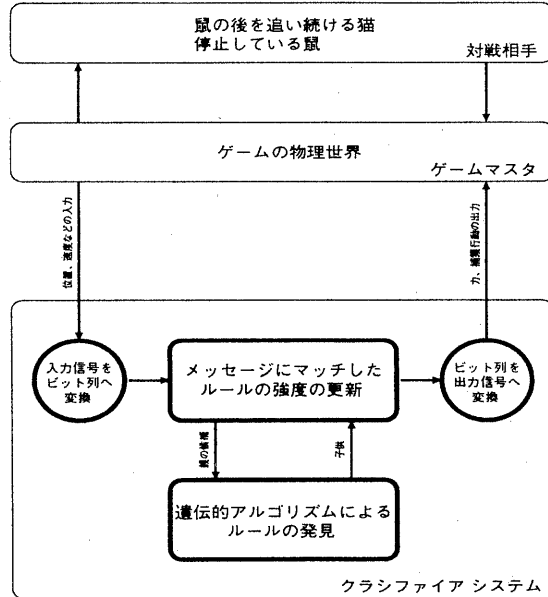 鼠の後を追い続ける猫
停止している鼠
対戦相手
ゲームの物理世界
ゲームマスタ
位置、速度などの入力
力、捕獲行動の出力
入力信号を
ビット列へ
変換
メッセージにマッチした
ルールの強度の更新
ビット列を
出力信号へ
変換
親の候補
子供
遺伝的アルゴリズムによる
ルールの発見
クラシファイア システム